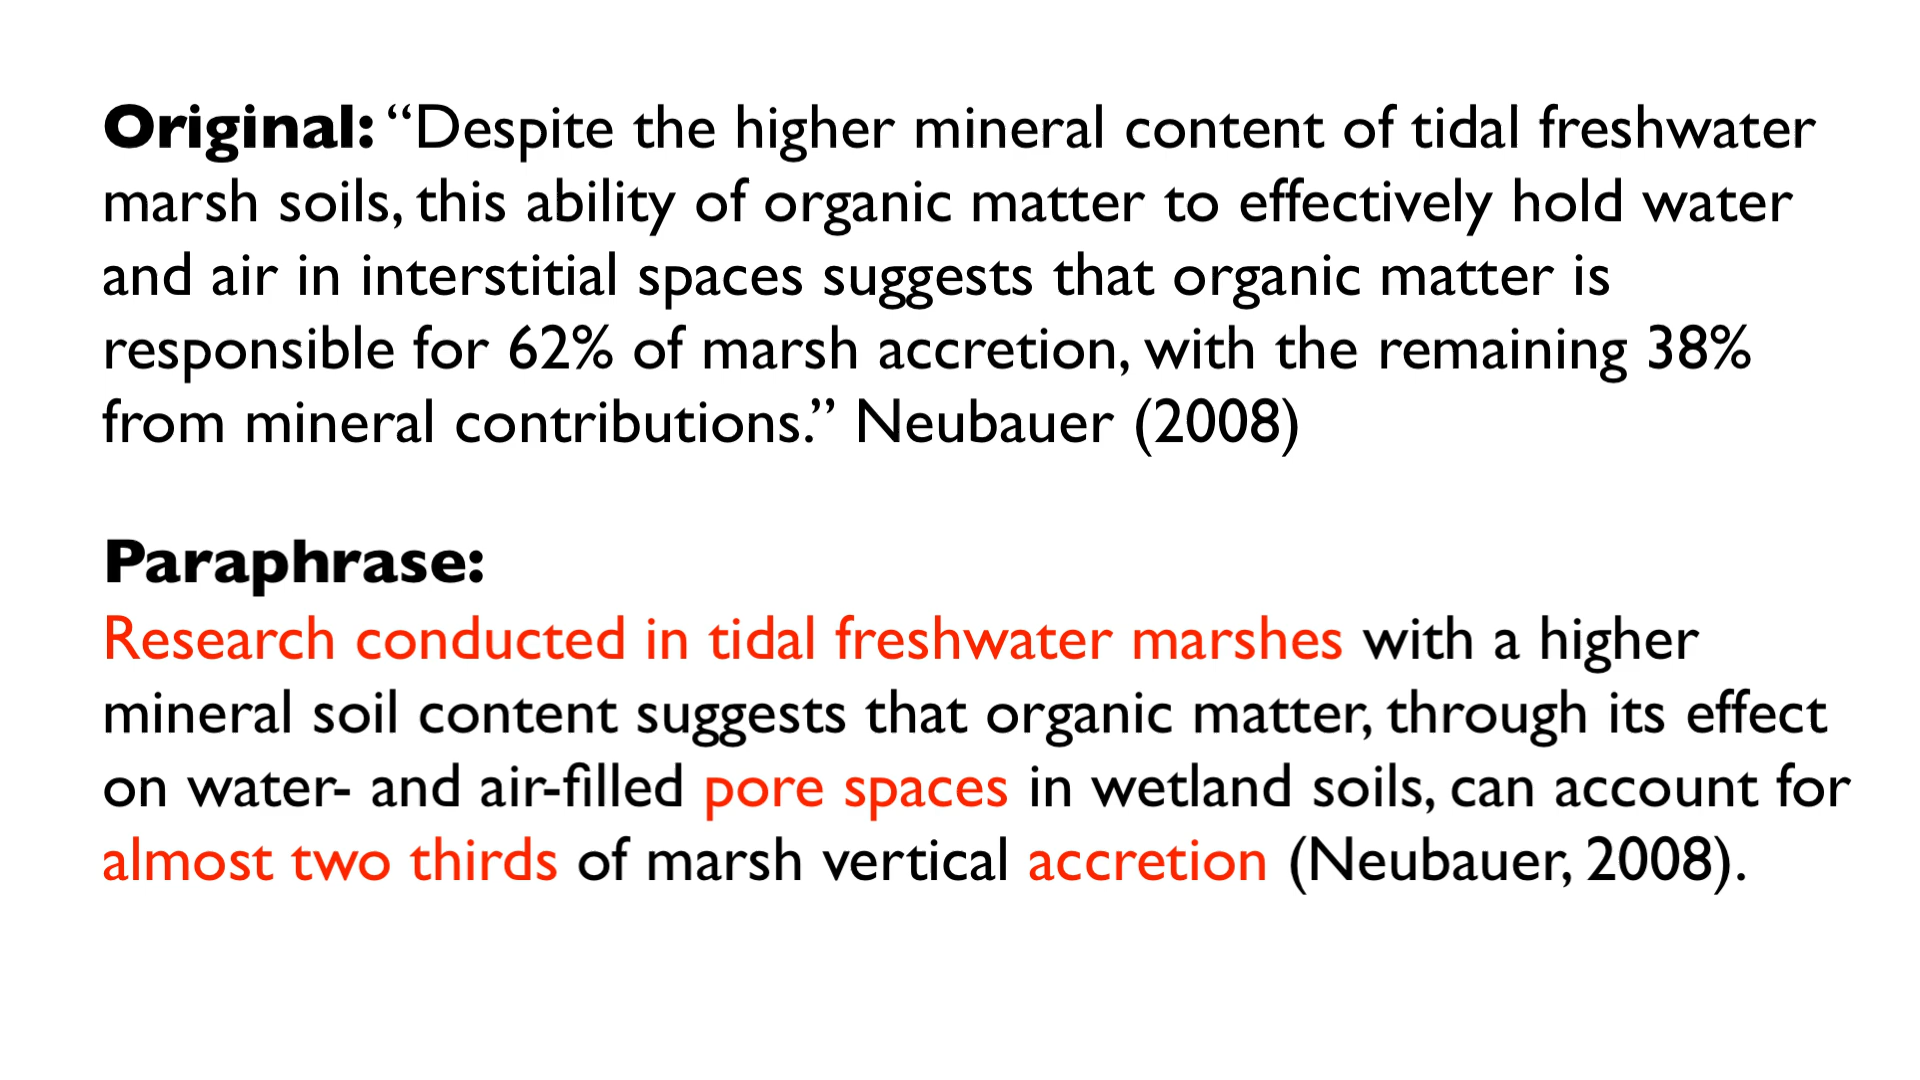 Original: “Despite the higher mineral content of tidal freshwater
marsh soils, this ability of organic matter to effectively hold water
and air in interstitial spaces suggests that organic matter is
responsible for 62% of marsh accretion, with the remaining 38%
from mineral contributions.” Neubauer (2008)
Paraphrase:
Research conducted in tidal freshwater marshes with a higher
mineral soil content suggests that organic matter, through its effect
on water- and air-filled pore spaces in wetland soils, can account for
almost two thirds of marsh vertical accretion (Neubauer, 2008).